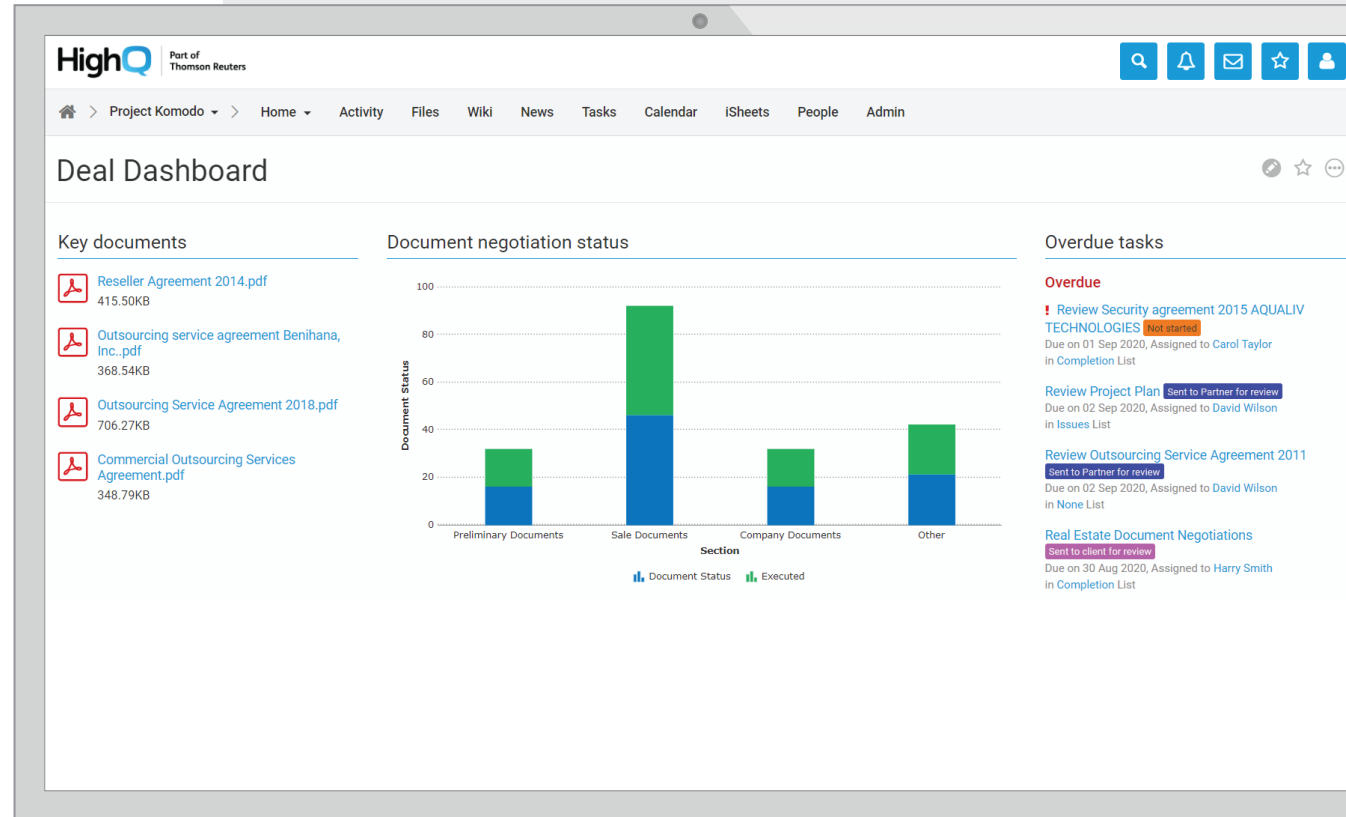 HighQ
Part of
Thomson Reuters
Project Komodo
Home
Activity
Files
Wiki
News
Tasks
Calendar
iSheets
People
Admin
Deal Dashboard
Key documents
Reseller Agreement 2014.pdf
415.50KB
Outsourcing service agreement Benihana,
Inc..pdf
368.54KB
Outsourcing Service Agreement 2018.pdf
706.27KB
Commercial Outsourcing Services
Agreement.pdf
348.79KB
Document negotiation status
100
80
60
40
20
0
Document Status
Preliminary Documents
Sale Documents
Company Documents
Other
Section
Document Status
Executed
Overdue tasks
Overdue
! Review Security agreement 2015 AQUALIV
TECHNOLOGIES Not started
Due on 01 Sep 2020, Assigned to Carol Taylor
in Completion List
Review Project Plan Sent to Partner for review
Due on 02 Sep 2020, Assigned to David Wilson
in Issues List
Review Outsourcing Service Agreement 2011
Sent to Partner for review
Due on 02 Sep 2020, Assigned to David Wilson
in None List
Real Estate Document Negotiations
Sent to client for review
Due on 30 Aug 2020, Assigned to Harry Smith
in Completion List